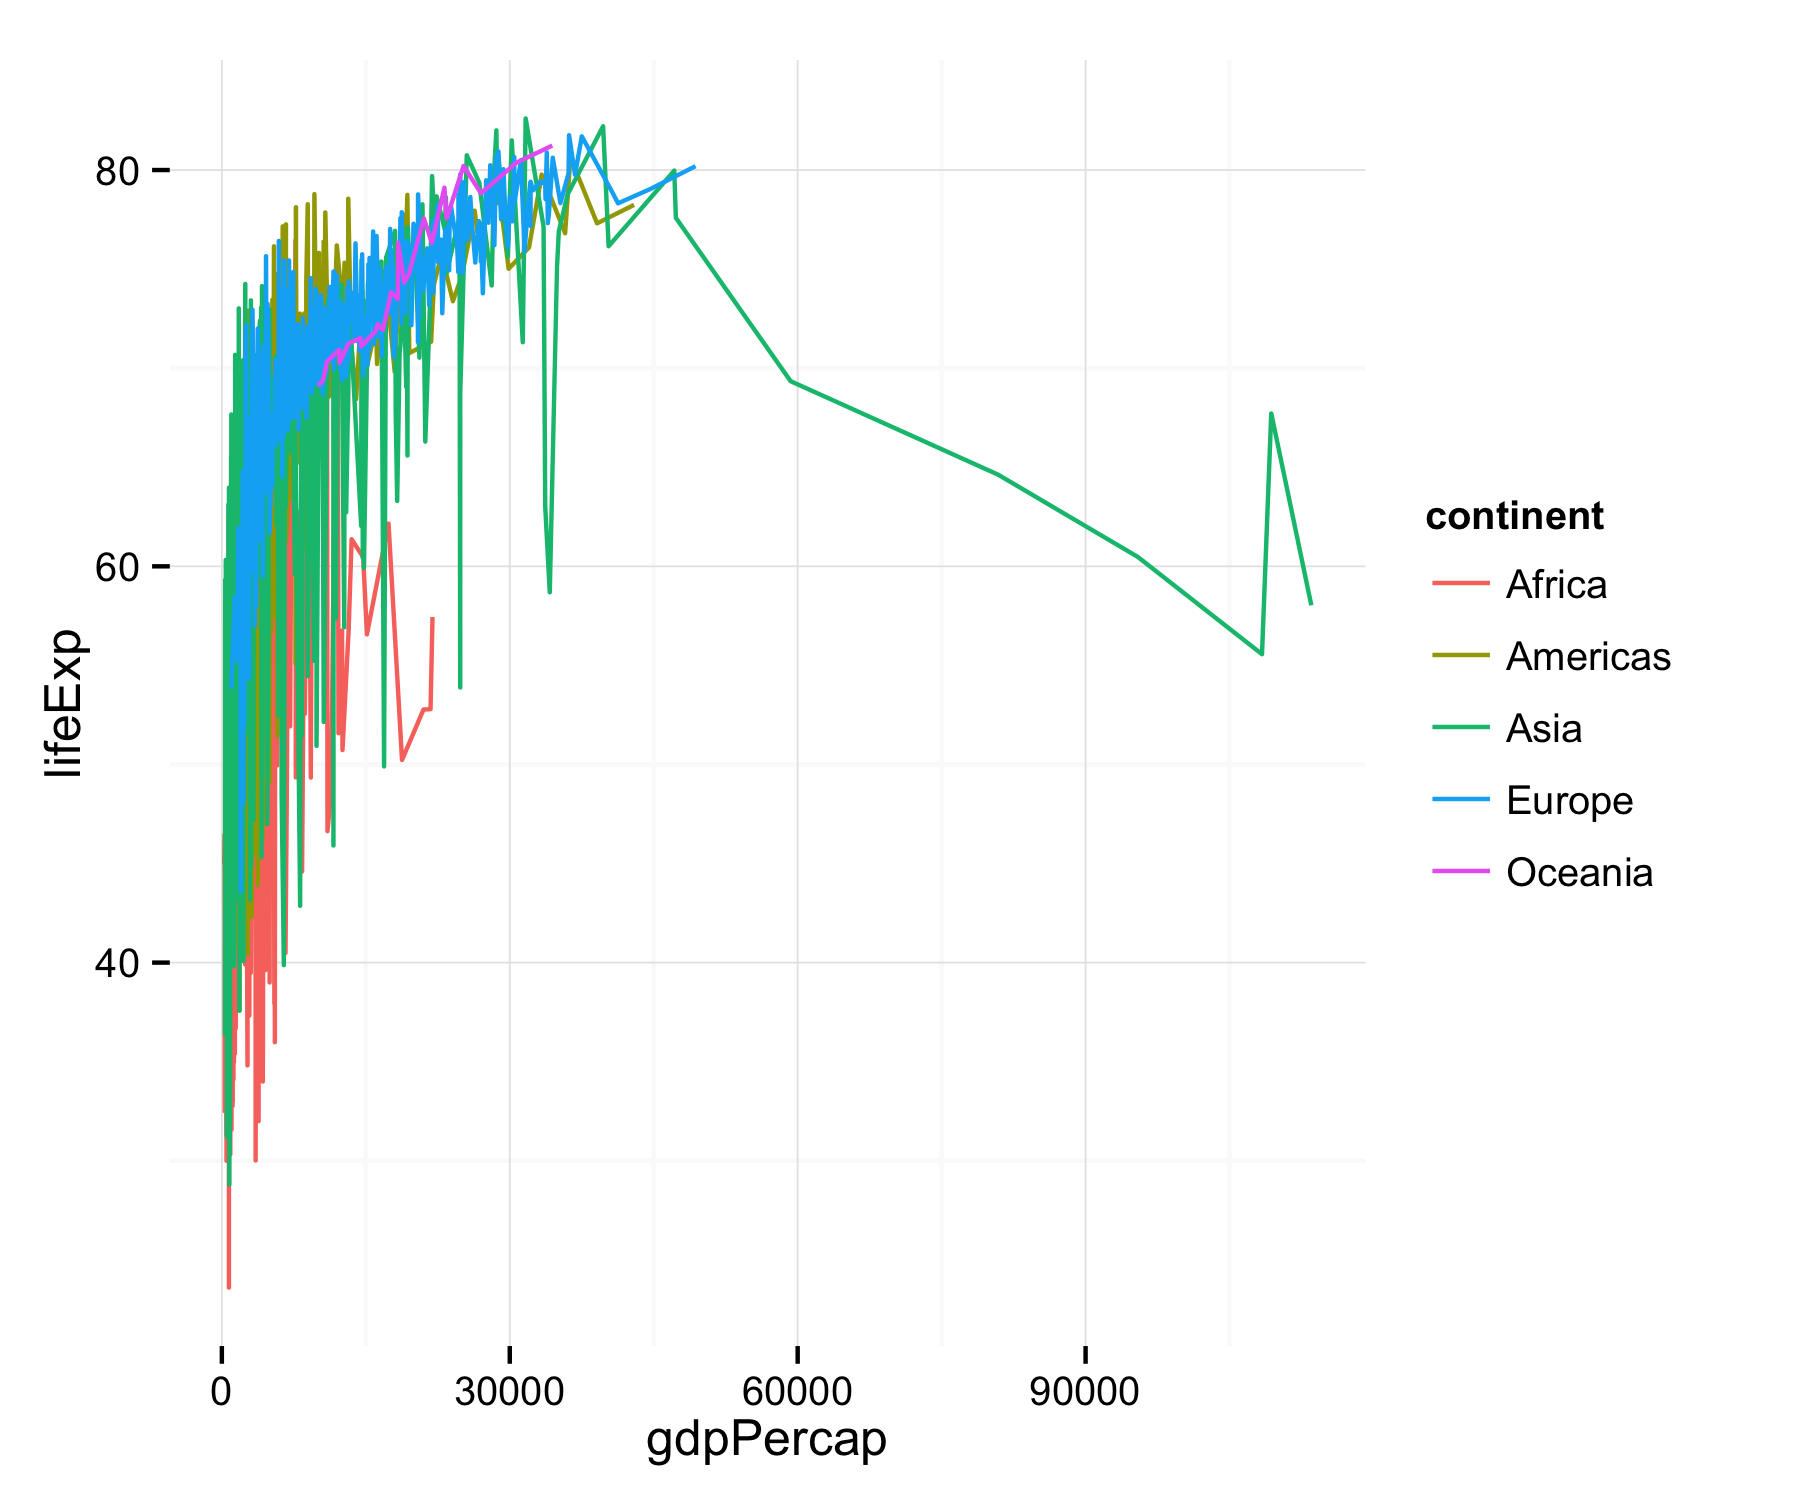 80
60
40
lifeExp
0
30000
60000
90000
gdpPercap
continent
Africa
Americas
Asia
Europe
Oceania